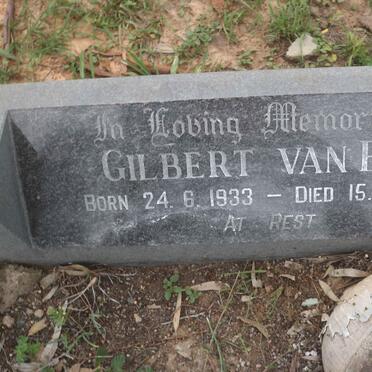 In Loving Memor
GILBERT VAN
BORN 24. 6. 1933 – DIED 15.
AT REST